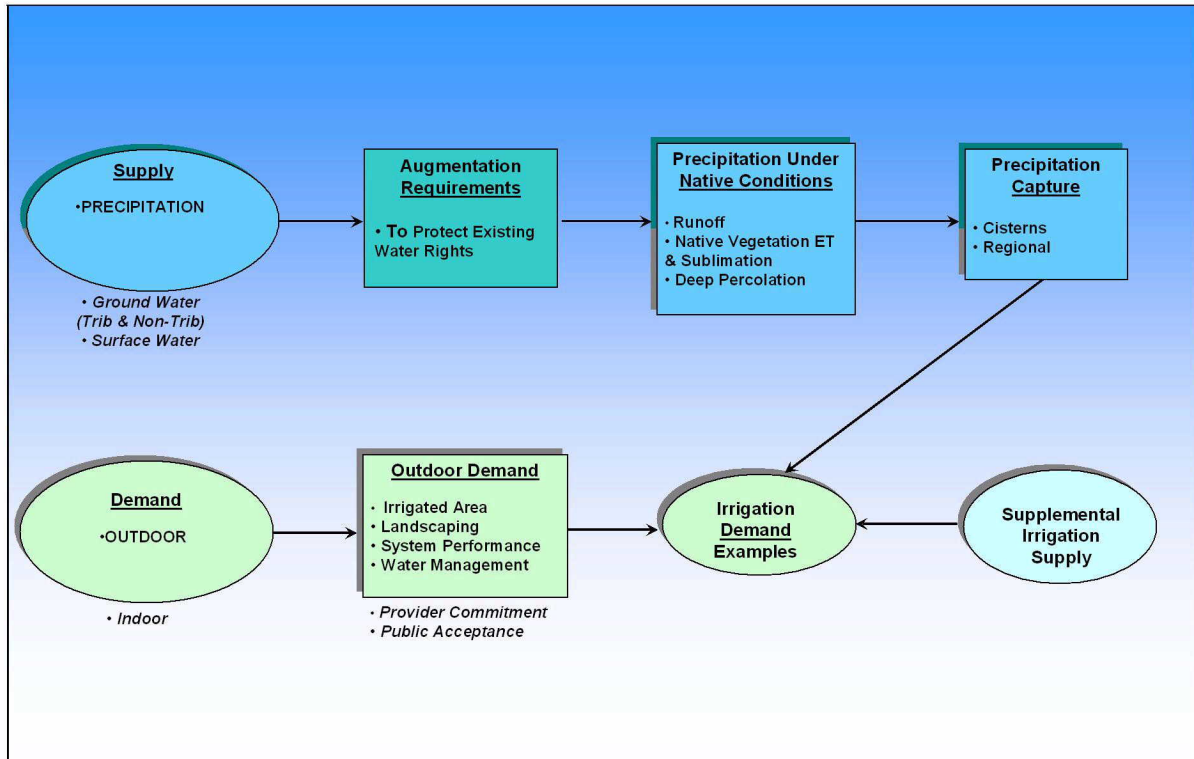 Supply
•PRECIPITATION
• Ground Water
(Trib & Non-Trib)
• Surface Water
Augmentation
Requirements
• To Protect Existing
Water Rights
Precipitation Under
Native Conditions
• Runoff
• Native Vegetation ET
& Sublimation
• Deep Percolation
Precipitation
Capture
• Cisterns
• Regional
Demand
•OUTDOOR
• Indoor
Outdoor Demand
• Irrigated Area
• Landscaping
• System Performance
• Water Management
• Provider Commitment
• Public Acceptance
Irrigation
Demand
Examples
Supplemental
Irrigation
Supply